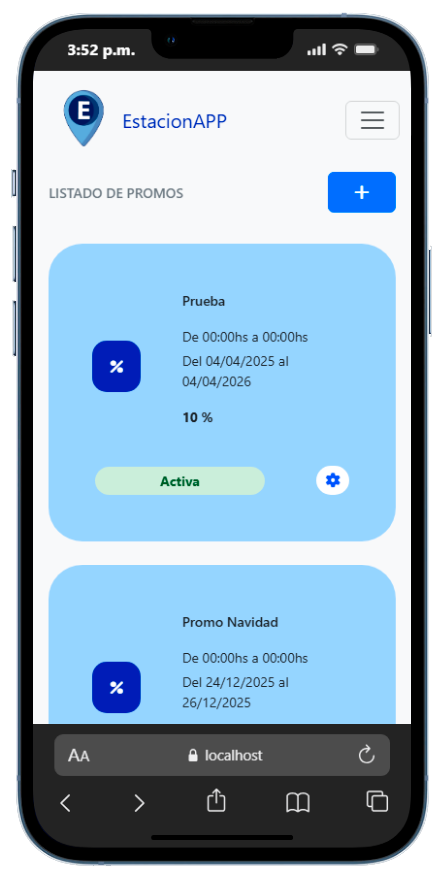 3:52 p.m.
E
EstacionAPP
LISTADO DE PROMOS
+
Prueba
De 00:00hs a 00:00hs
Del 04/04/2025 al
04/04/2026
%
10 %
Activa
Promo Navidad
De 00:00hs a 00:00hs
Del 24/12/2025 al
26/12/2025
%
AA
localhost